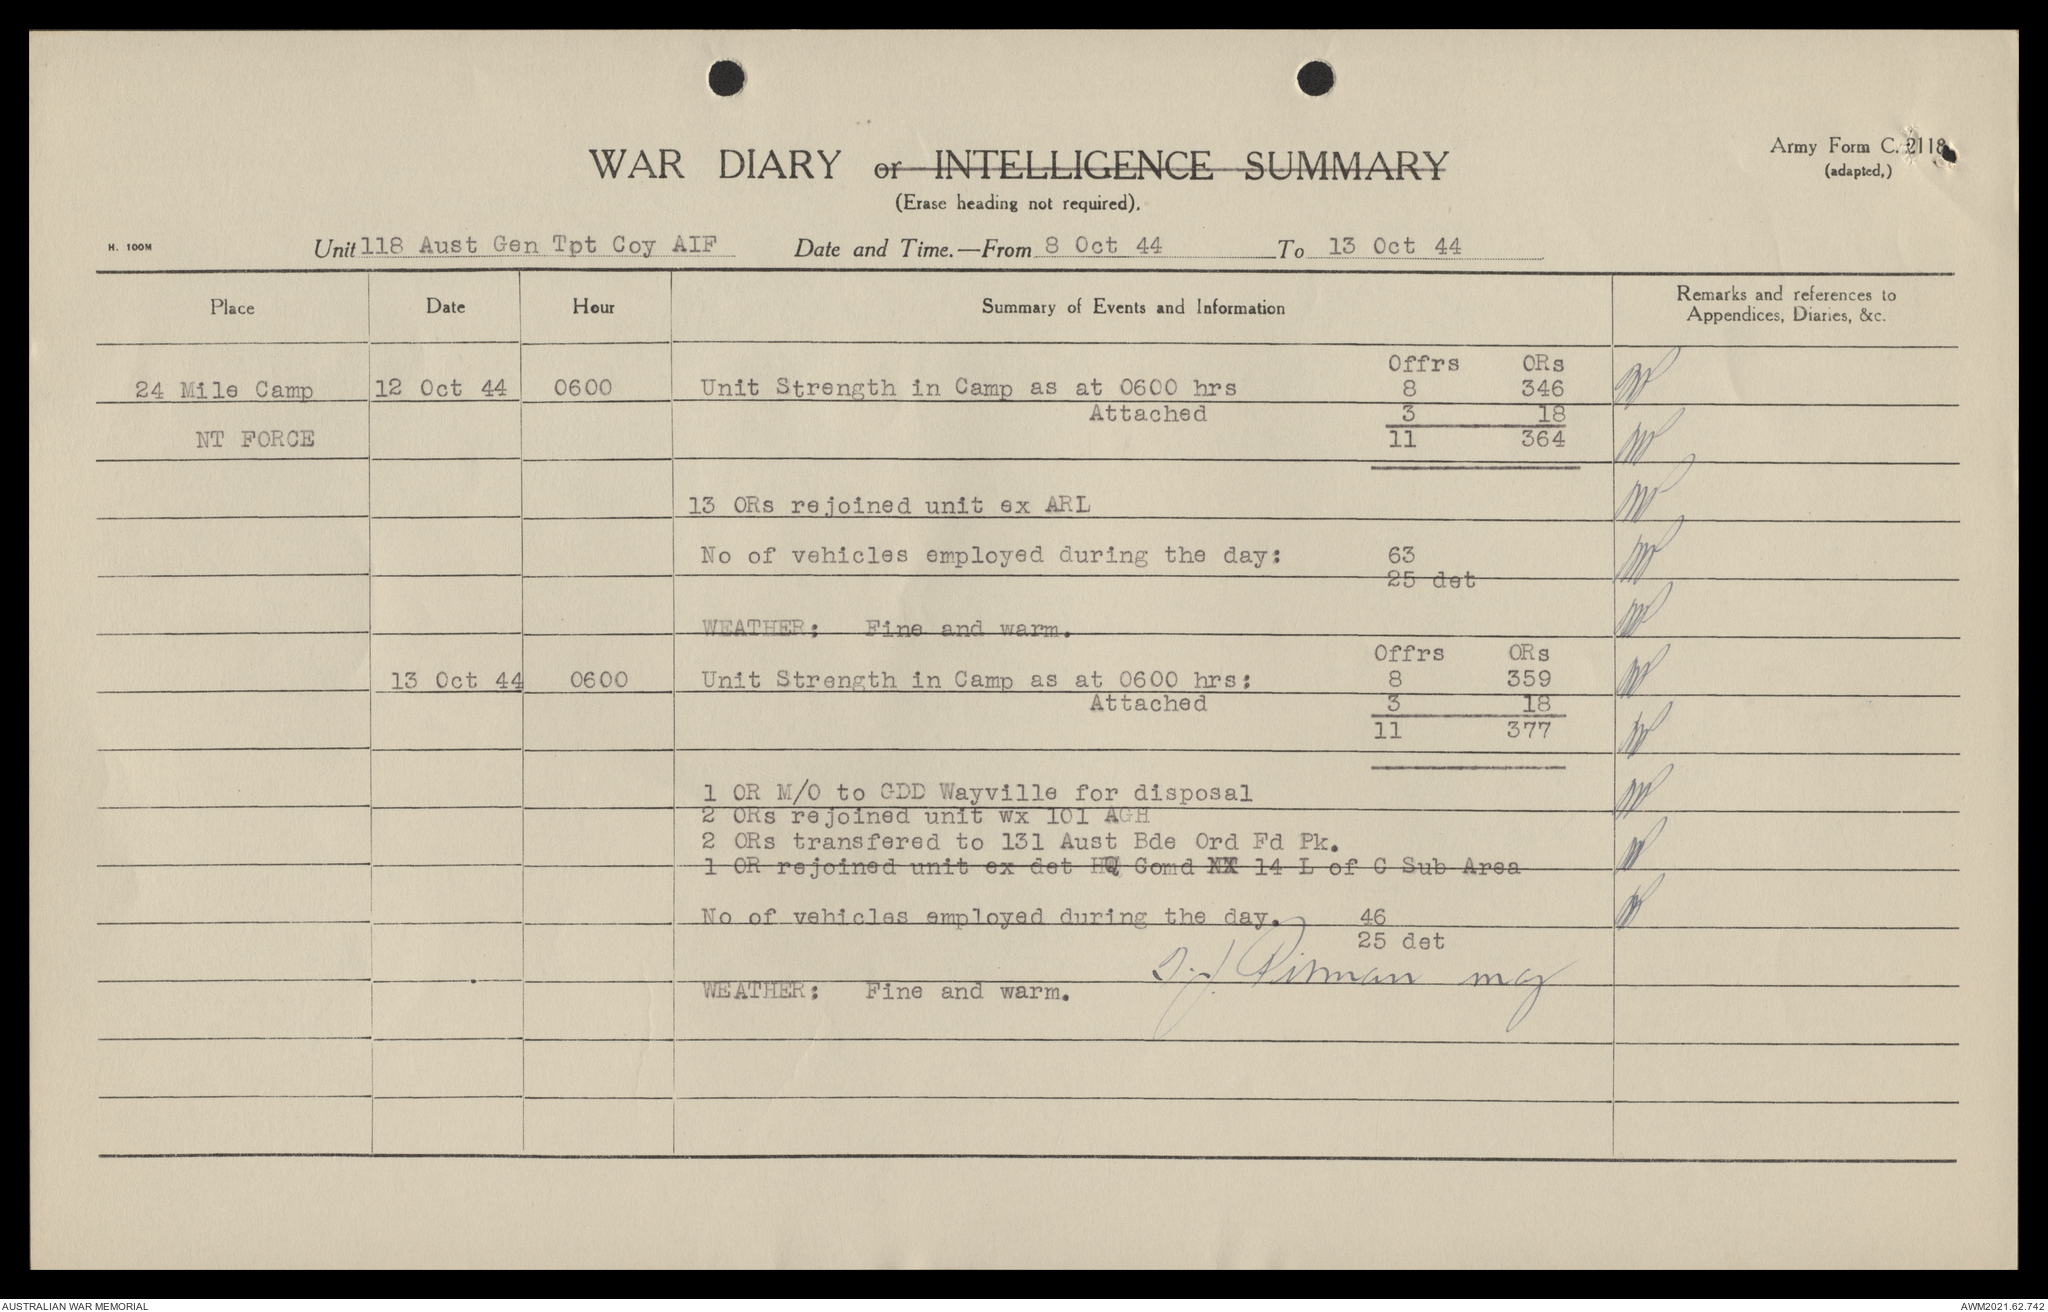 Army Form C. 2118
(adapted,)
WAR DIARY or INTELLIGENCE SUMMARY
(Erase heading not required).
H. 100M
Unit 118 Aust Gen Tpt Coy AIF Date and Time.—From 8 Oct 44 To 13 Oct 44
Place Date Hour Summary of Events and Information Remarks and references to
Appendices, Diaries, &c.
Offrs ORs
24 Mile Camp 12 Oct 44 0600 Unit Strength in Camp as at 0600 hrs 8 346
Attached 3 18
NT FORCE 11 364
13 ORs rejoined unit ex ARL
No of vehicles employed during the day: 63
25 det
WEATHER: Fine and warm.
Offrs ORs
13 Oct 44 0600 Unit Strength in Camp as at 0600 hrs: 8 359
Attached 3 18
11 377
1 OR M/O to GDD Wayville for disposal
2 ORs rejoined unit wx 101 AGH
2 ORs transfered to 131 Aust Bde Ord Fd Pk.
1 OR rejoined unit ex det HQ Comd 14 L of C Sub Area
No of vehicles employed during the day. 46
25 det
Pitman maj
WEATHER: Fine and warm.
AUSTRALIAN WAR MEMORIAL AWM2021.62.742